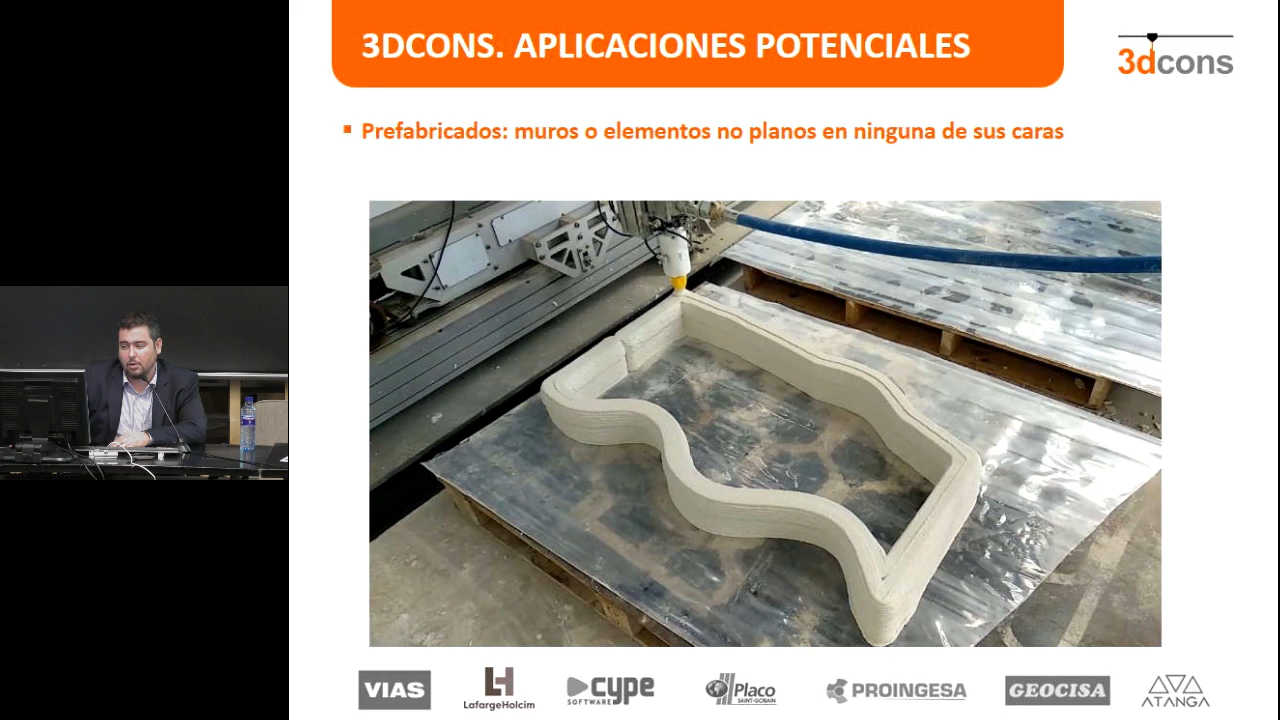 3DCONS. APLICACIONES POTENCIALES
3dcons
▪ Prefabricados: muros o elementos no planos en ninguna de sus caras
VIAS
LH
LafargeHolcim
cype
SOFTWARE
Placo
SAINT-GOBAIN
PROINGESA
GEOCISA
ATANGA